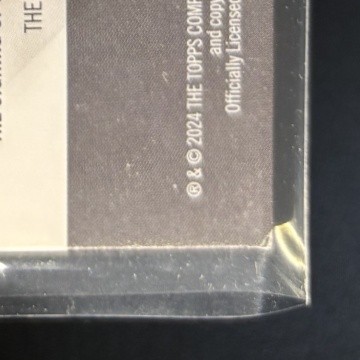 THE
® & © 2024 THE TOPPS COMP
and copy
Officially Licensed